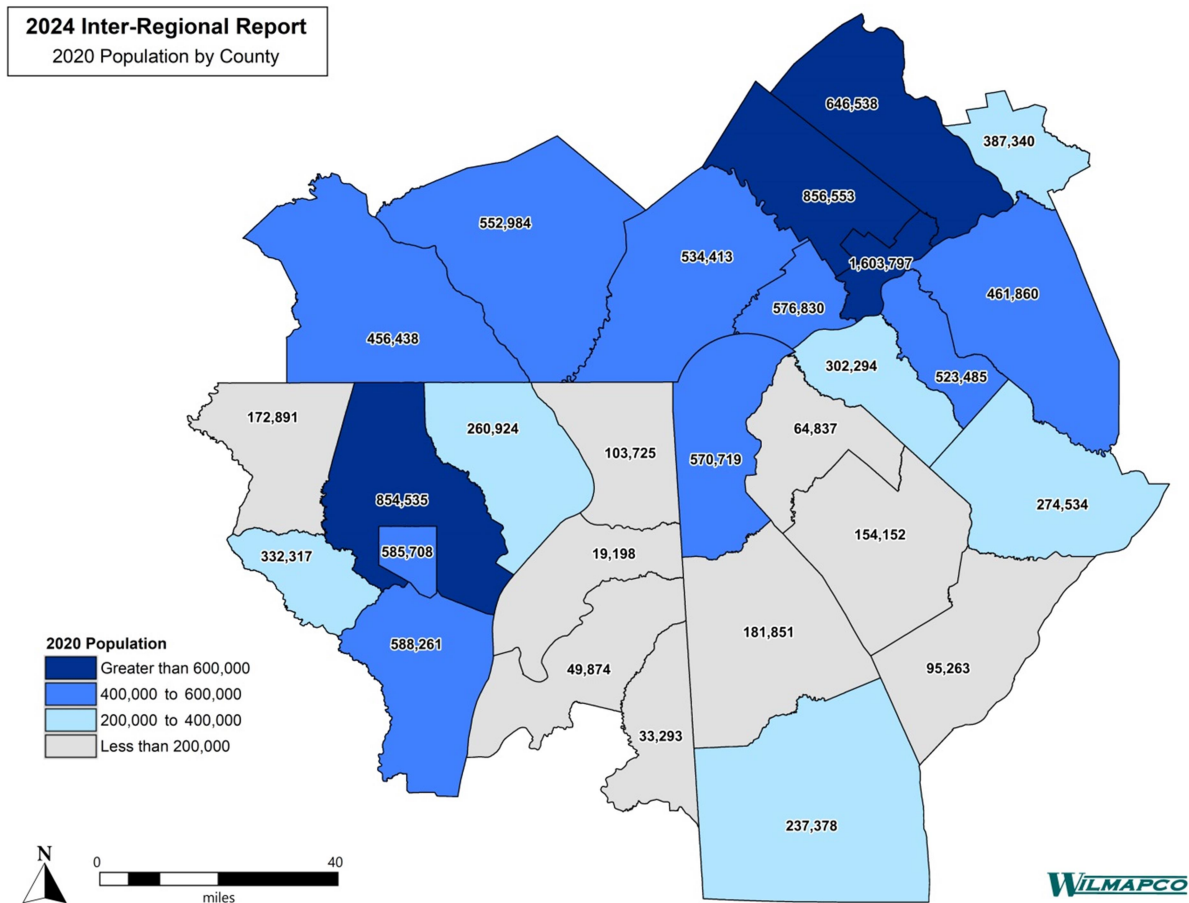 2024 Inter-Regional Report
2020 Population by County
646,538
387,340
856,553
552,984
534,413
1,603,797
461,860
576,830
456,438
302,294
523,485
172,891
260,924
64,837
103,725
570,719
854,535
274,534
154,152
332,317
585,708
19,198
181,851
588,261
49,874
95,263
33,293
237,378
2020 Population
Greater than 600,000
400,000 to 600,000
200,000 to 400,000
Less than 200,000
N
0 40
miles
WILMAPCO